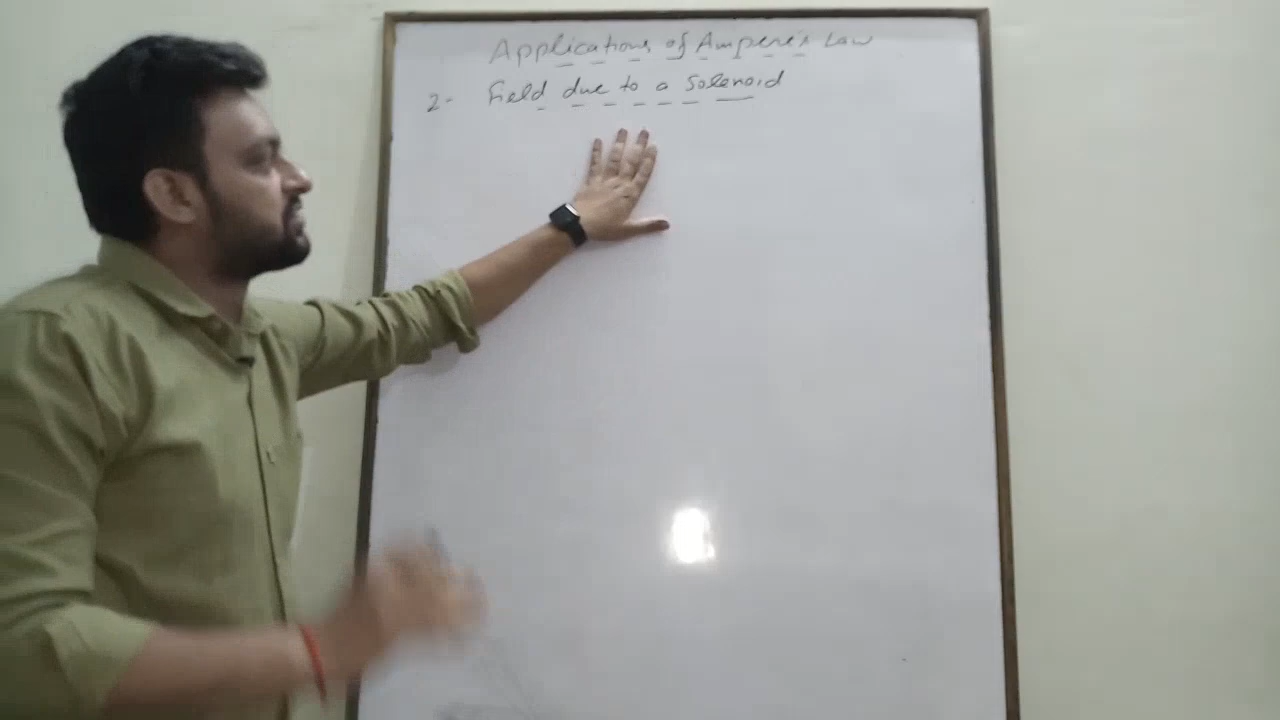 Applications of Ampere's Law
2- Field due to a Solenoid